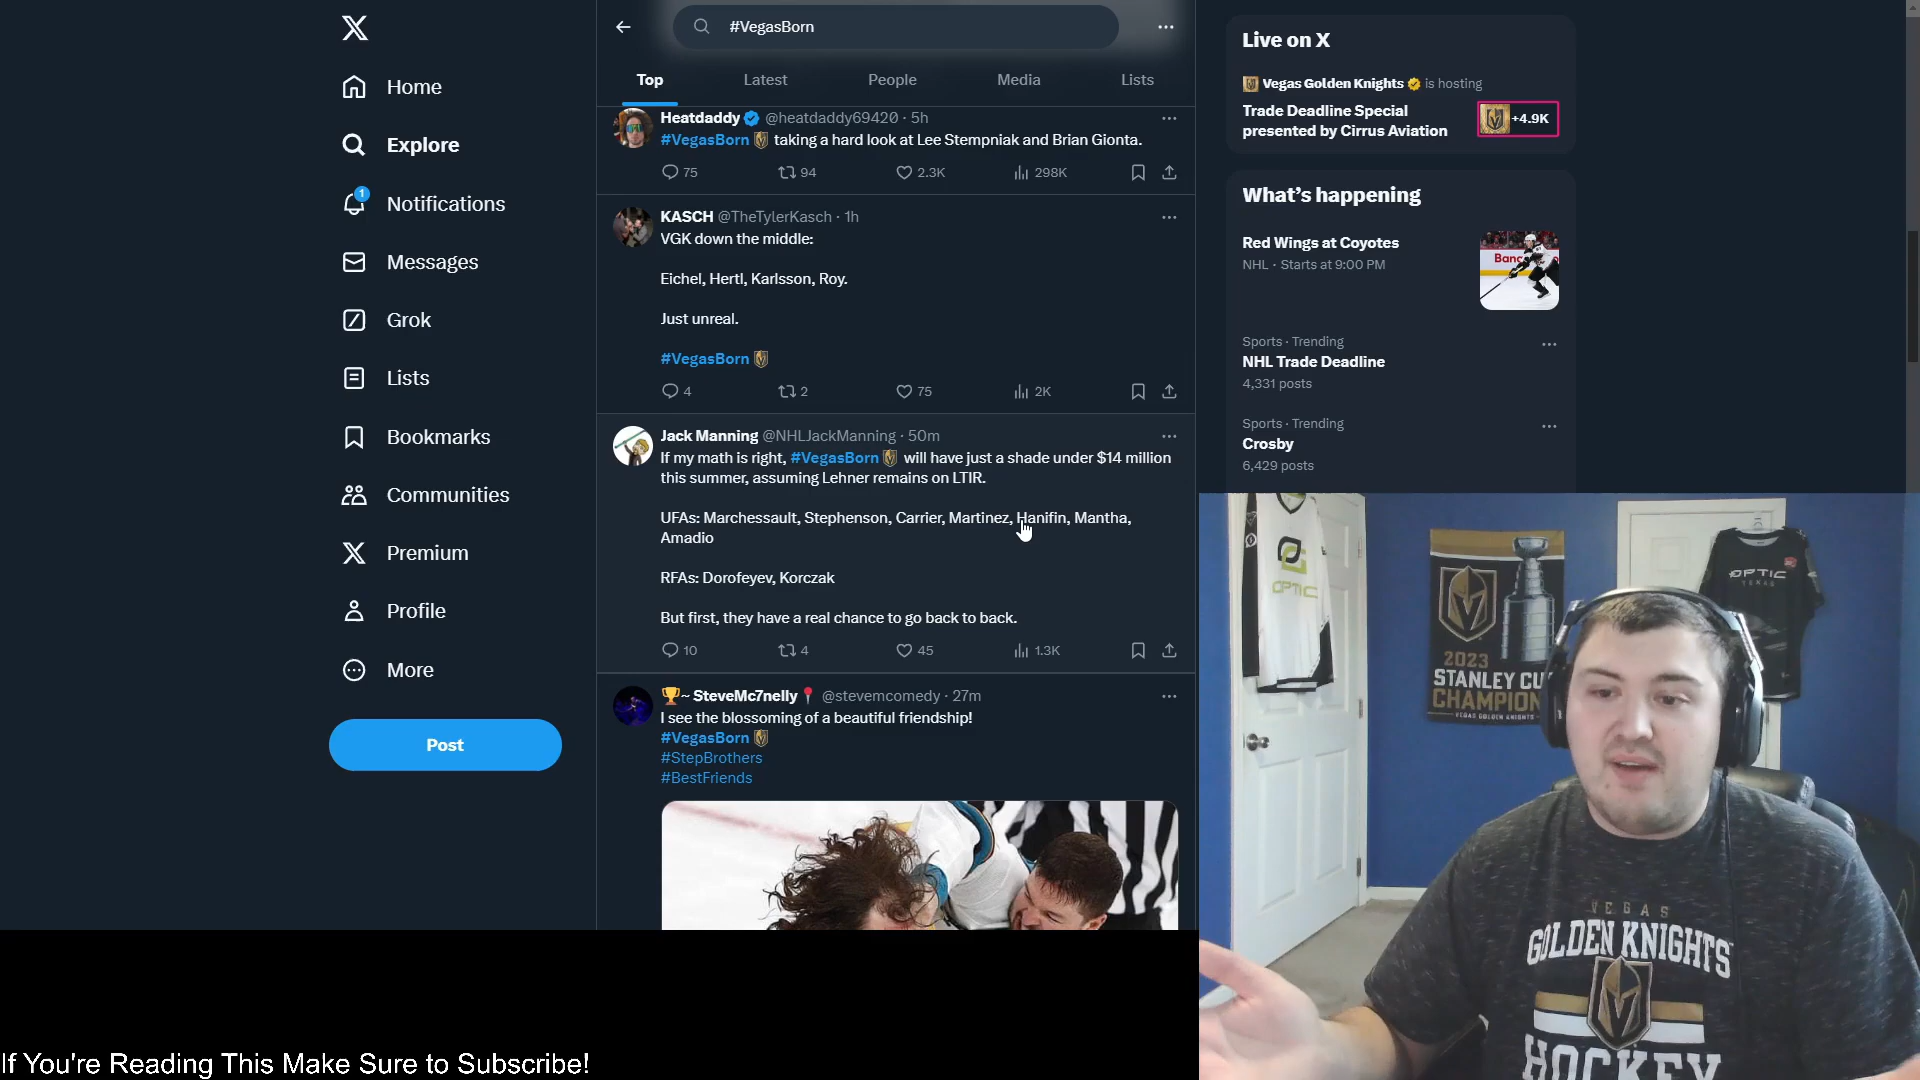 #VegasBorn
Top
Latest
People
Media
Lists
Home
Explore
1
Notifications
Messages
Grok
Lists
Bookmarks
Communities
Premium
Profile
More
Post
Heatdaddy @heatdaddy69420 · 5h
#VegasBorn taking a hard look at Lee Stempniak and Brian Gionta.
75 94 2.3K 298K
KASCH @TheTylerKasch · 1h
VGK down the middle:
Eichel, Hertl, Karlsson, Roy.
Just unreal.
#VegasBorn
4 2 75 2K
Jack Manning @NHLJackManning · 50m
If my math is right, #VegasBorn will have just a shade under $14 million
this summer, assuming Lehner remains on LTIR.
UFAs: Marchessault, Stephenson, Carrier, Martinez, Hanifin, Mantha,
Amadio
RFAs: Dorofeyev, Korczak
But first, they have a real chance to go back to back.
10 4 45 1.3K
~ SteveMc7nelly @stevemcomedy · 27m
I see the blossoming of a beautiful friendship!
#VegasBorn
#StepBrothers
#BestFriends
Live on X
Vegas Golden Knights is hosting
Trade Deadline Special
presented by Cirrus Aviation
+4.9K
What's happening
Red Wings at Coyotes
NHL · Starts at 9:00 PM
Sports · Trending
NHL Trade Deadline
4,331 posts
Sports · Trending
Crosby
6,429 posts
OPTIC
OPTIC
TEXAS
2023
STANLEY CU
CHAMPION
VEGAS
GOLDEN KNIGHTS
HOCKEY
If You're Reading This Make Sure to Subscribe!